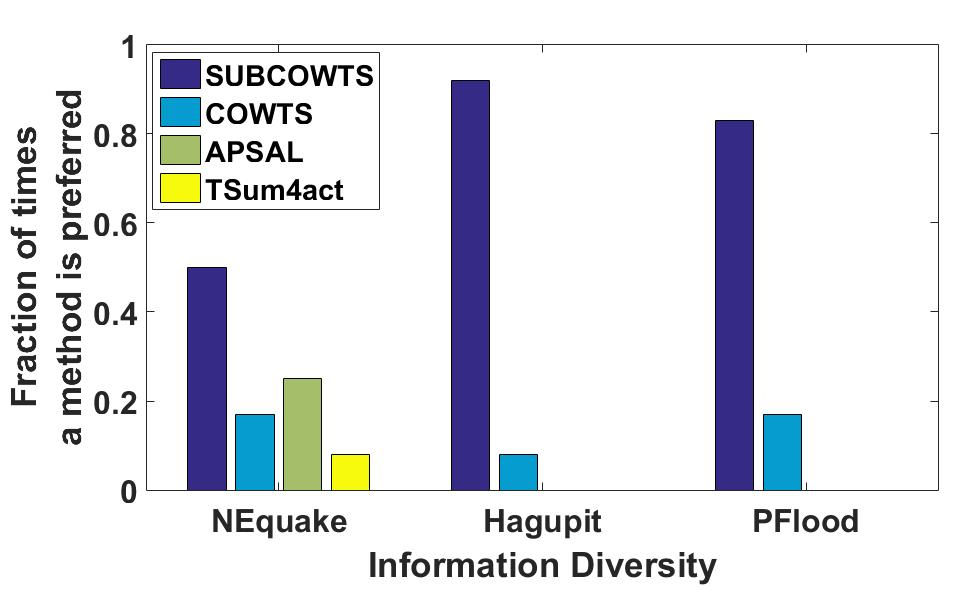 Fraction of times
a method is preferred
1
0.8
0.6
0.4
0.2
0
SUBCOWTS
COWTS
APSAL
TSum4act
NEquake Hagupit PFlood
Information Diversity